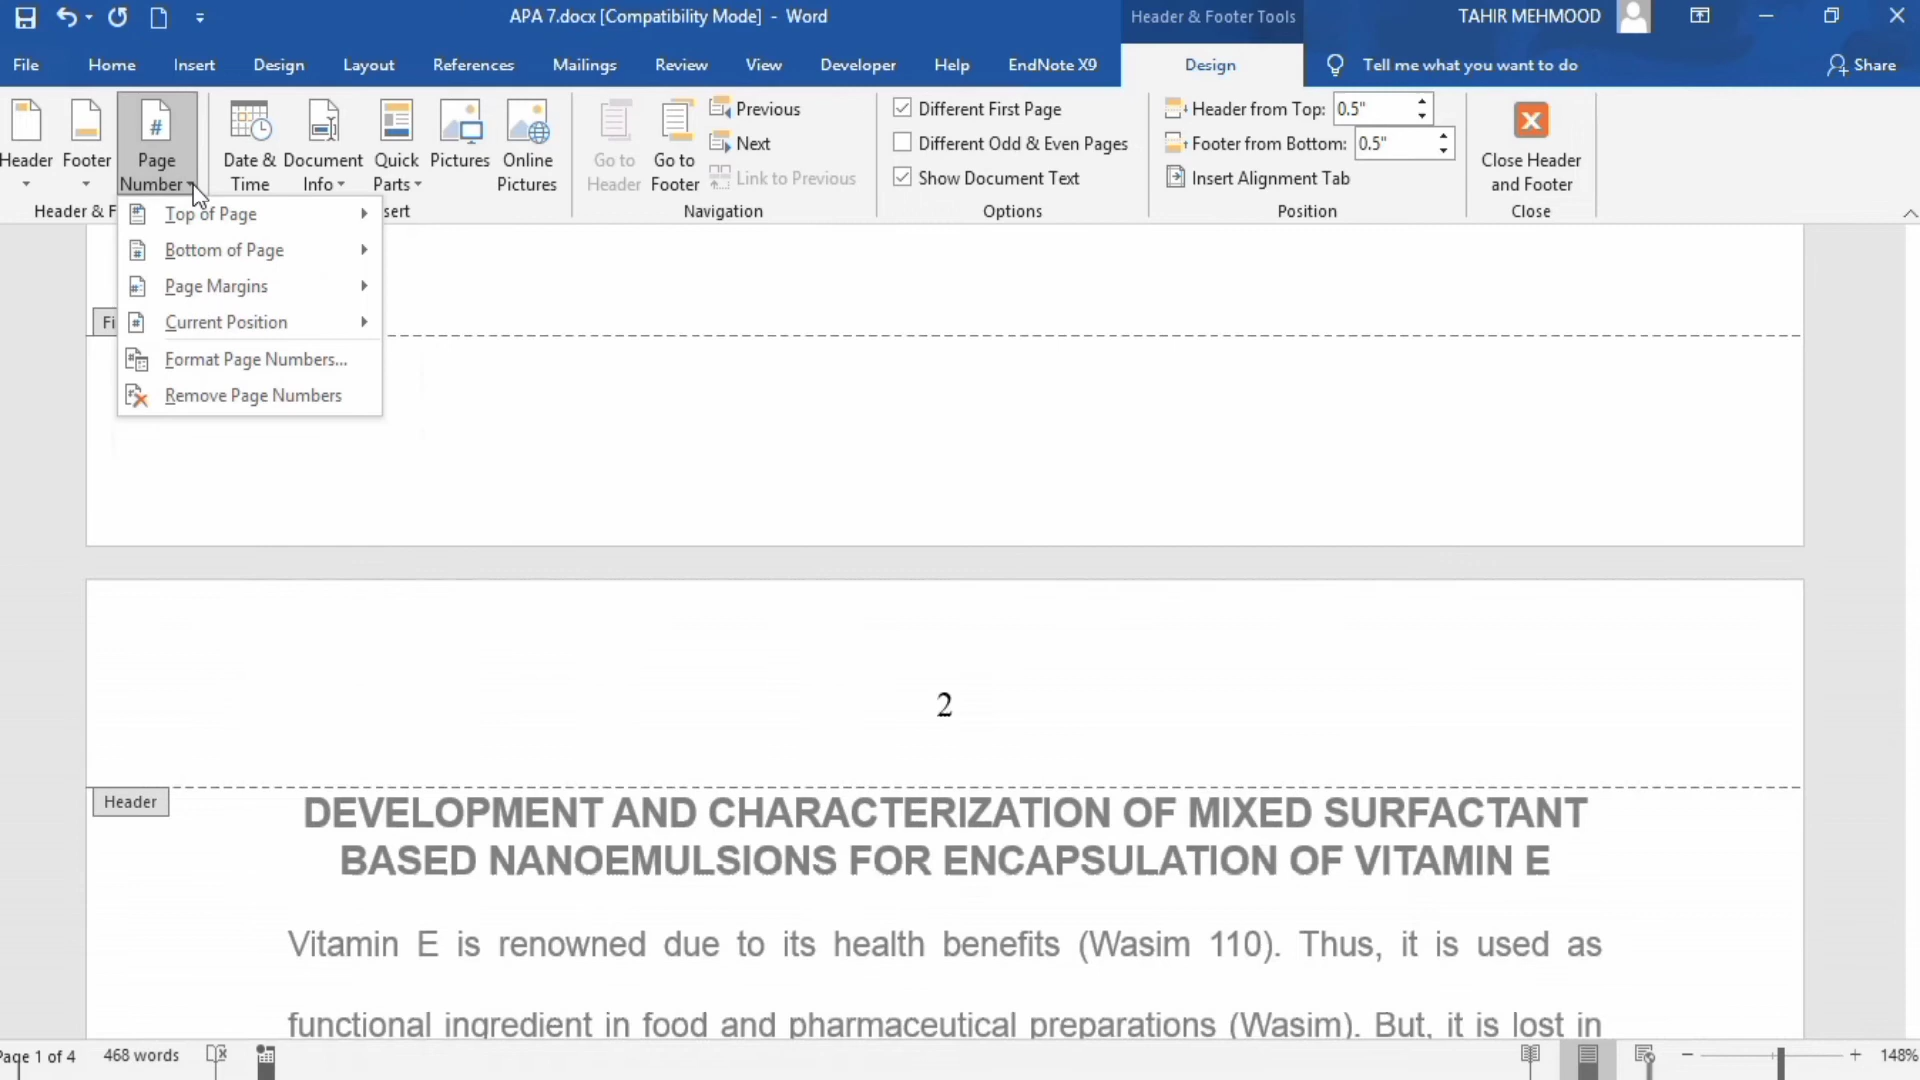 APA 7.docx [Compatibility Mode] - Word
Header & Footer Tools
TAHIR MEHMOOD
File Home Insert Design Layout References Mailings Review View Developer Help EndNote X9 Design Tell me what you want to do Share
Header
Footer
Page Number
Date & Time
Document Info
Quick Parts
Pictures
Online Pictures
Go to Header
Go to Footer
Previous
Next
Link to Previous
Different First Page
Different Odd & Even Pages
Show Document Text
Header from Top: 0.5"
Footer from Bottom: 0.5"
Insert Alignment Tab
Close Header and Footer
Header & F
sert
Navigation
Options
Position
Close
Top of Page
Bottom of Page
Page Margins
Current Position
Format Page Numbers...
Remove Page Numbers
Fi
2
Header
DEVELOPMENT AND CHARACTERIZATION OF MIXED SURFACTANT
BASED NANOEMULSIONS FOR ENCAPSULATION OF VITAMIN E
Vitamin E is renowned due to its health benefits (Wasim 110). Thus, it is used as
functional ingredient in food and pharmaceutical preparations (Wasim). But, it is lost in
Page 1 of 4 468 words 148%